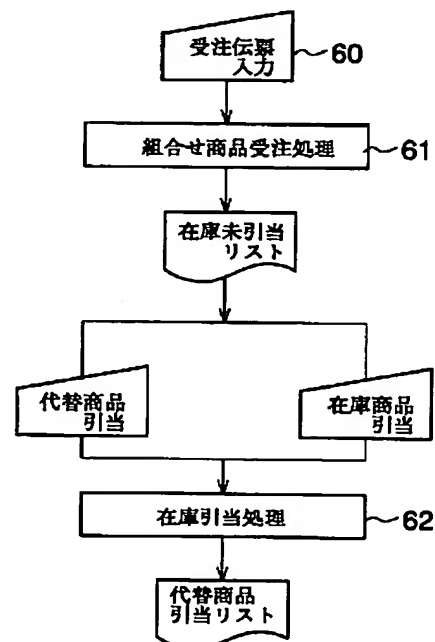 受注伝票
入力
60
組合せ商品受注処理
61
在庫未引当
リスト
代替商品
引当
在庫商品
引当
在庫引当処理
62
代替商品
引当リスト